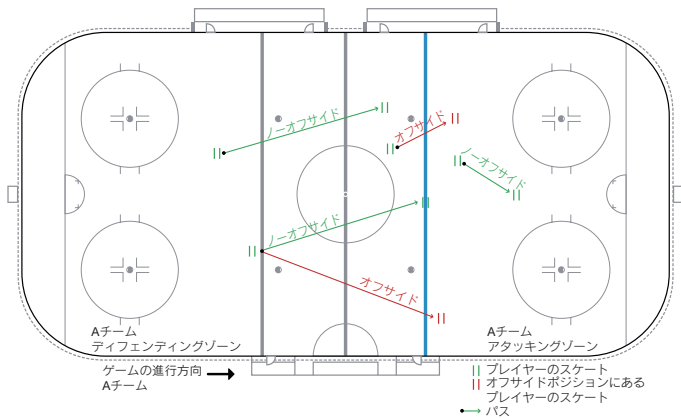 ノーオフサイド
オフサイド
ノーオフサイド
ノーオフサイド
オフサイド
Aチーム
ディフェンディングゾーン
Aチーム
アタッキングゾーン
ゲームの進行方向
Aチーム
プレイヤーのスケート
オフサイドポジションにある
プレイヤーのスケート
パス